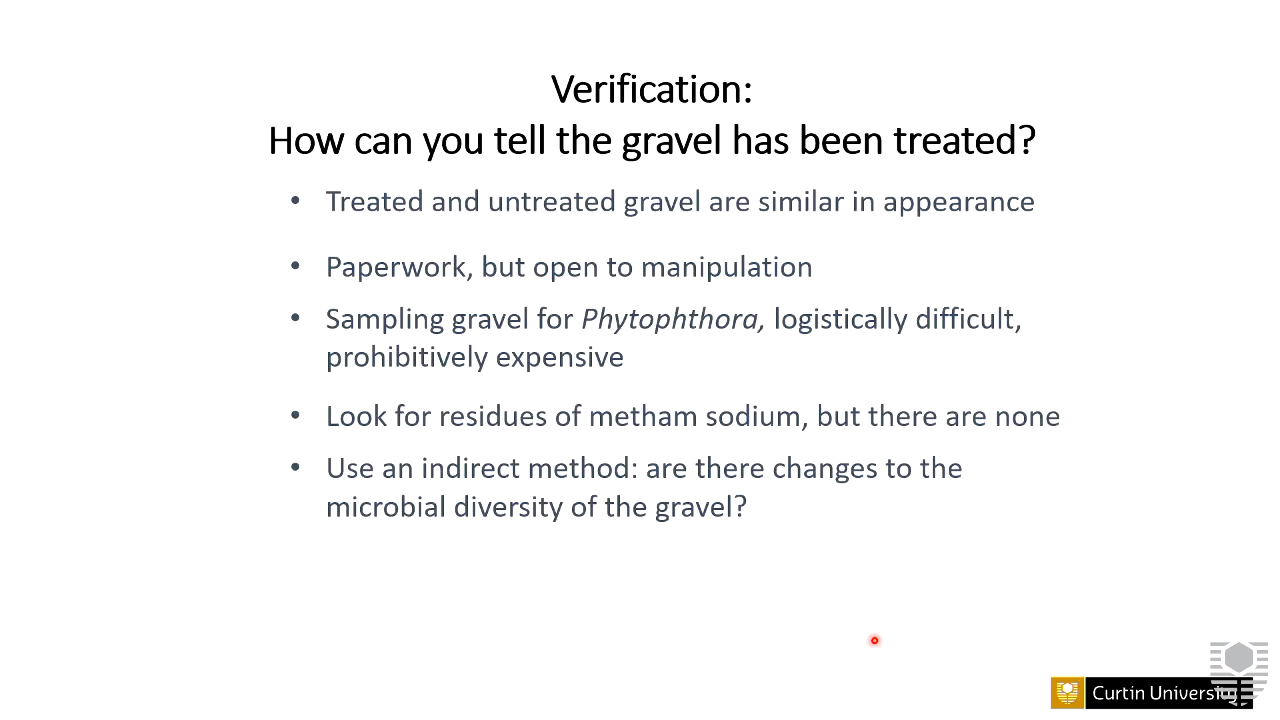 Verification:
How can you tell the gravel has been treated?
• Treated and untreated gravel are similar in appearance
• Paperwork, but open to manipulation
• Sampling gravel for Phytophthora, logistically difficult,
prohibitively expensive
• Look for residues of metham sodium, but there are none
• Use an indirect method: are there changes to the
microbial diversity of the gravel?
Curtin University